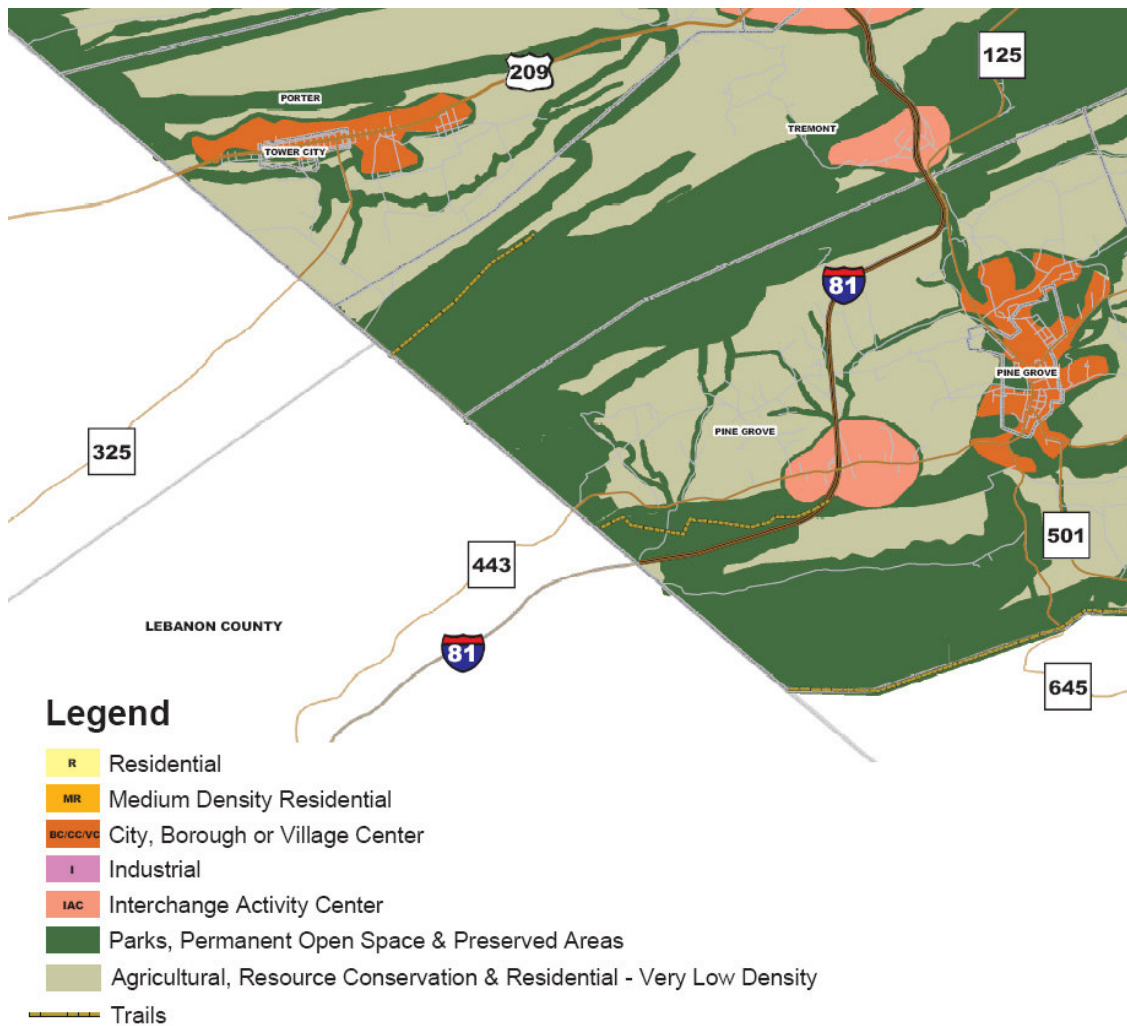 125
209
PORTER
TREMONT
TOWER CITY
81
PINE GROVE
PINE GROVE
325
501
443
LEBANON COUNTY
81
645
Legend
R Residential
MR Medium Density Residential
BC/CC/VC City, Borough or Village Center
I Industrial
IAC Interchange Activity Center
Parks, Permanent Open Space & Preserved Areas
Agricultural, Resource Conservation & Residential - Very Low Density
Trails